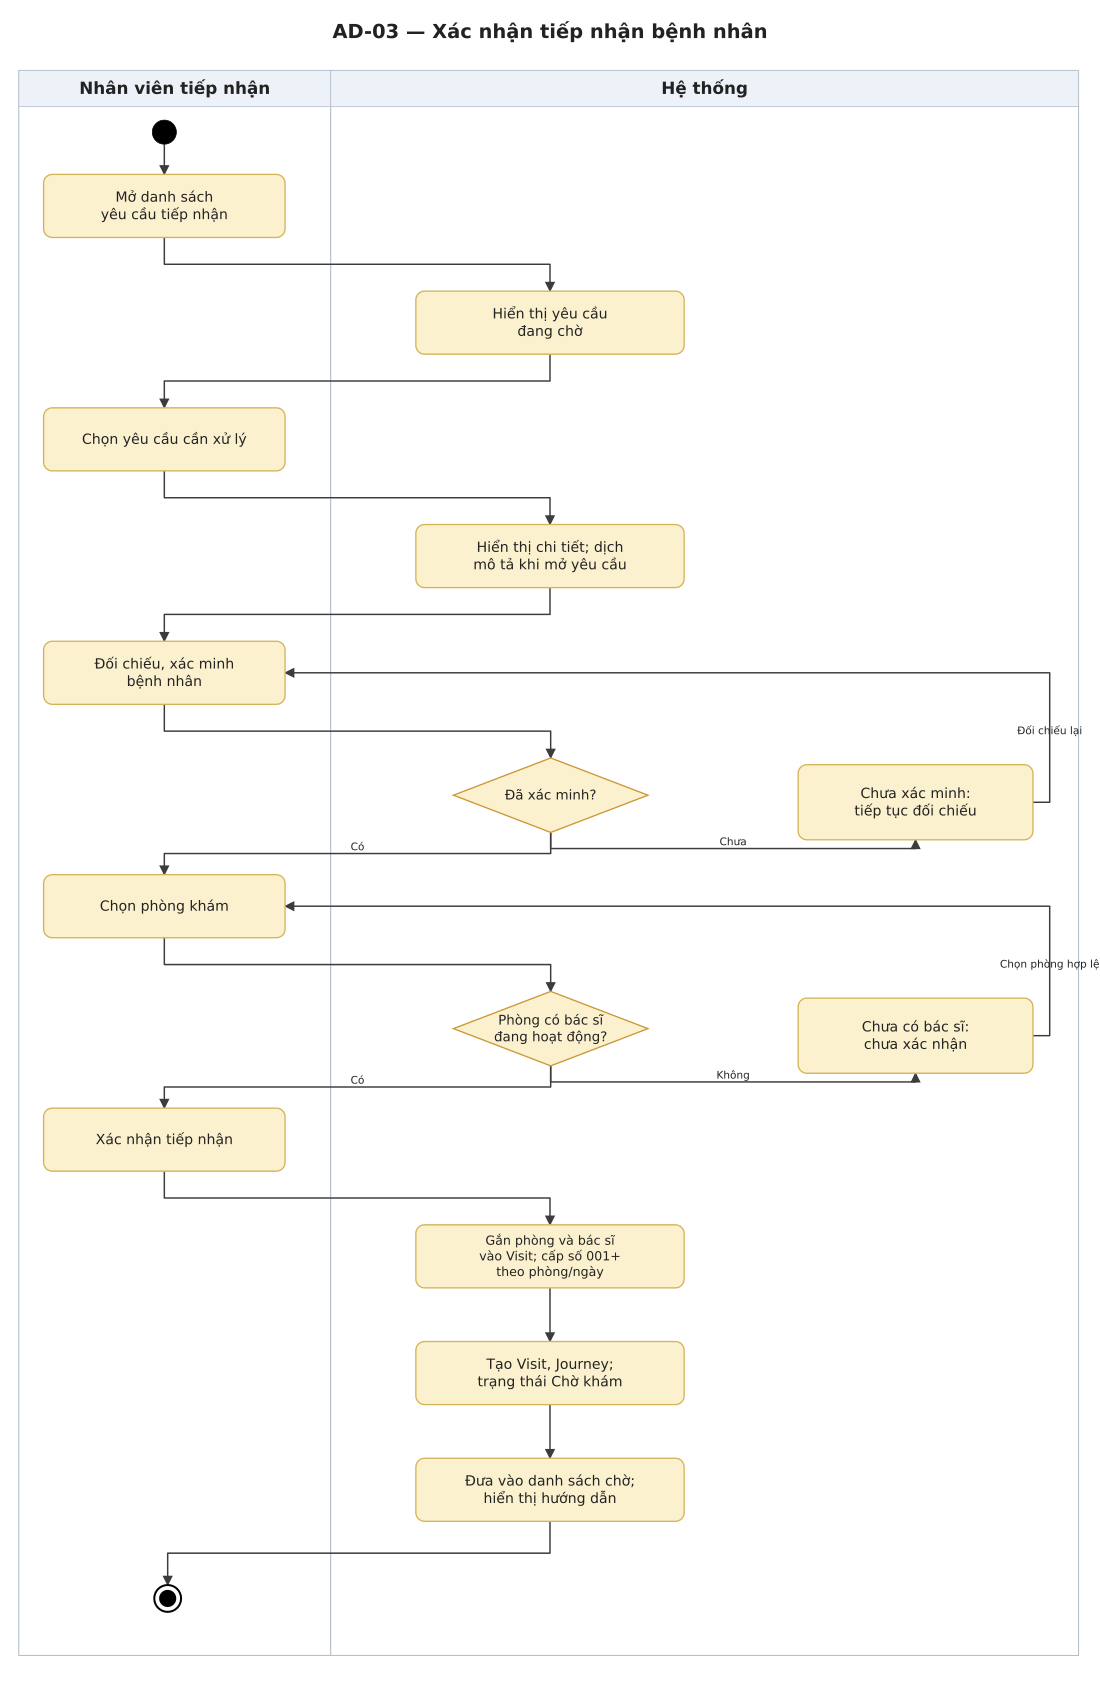 AD-03 — Xác nhận tiếp nhận bệnh nhân
Nhân viên tiếp nhận
Hệ thống
Mở danh sách
yêu cầu tiếp nhận
Hiển thị yêu cầu
đang chờ
Chọn yêu cầu cần xử lý
Hiển thị chi tiết; dịch
mô tả khi mở yêu cầu
Đối chiếu, xác minh
bệnh nhân
Đối chiếu lại
Đã xác minh?
Chưa xác minh:
tiếp tục đối chiếu
Có
Chưa
Chọn phòng khám
Chọn phòng hợp lệ
Phòng có bác sĩ
đang hoạt động?
Chưa có bác sĩ:
chưa xác nhận
Có
Không
Xác nhận tiếp nhận
Gắn phòng và bác sĩ
vào Visit; cấp số 001+
theo phòng/ngày
Tạo Visit, Journey;
trạng thái Chờ khám
Đưa vào danh sách chờ;
hiển thị hướng dẫn